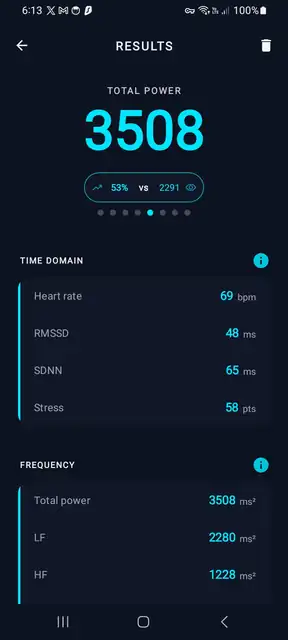 6:13 100%
RESULTS
TOTAL POWER
3508
53% vs 2291
TIME DOMAIN
Heart rate 69 bpm
RMSSD 48 ms
SDNN 65 ms
Stress 58 pts
FREQUENCY
Total power 3508 ms²
LF 2280 ms²
HF 1228 ms²